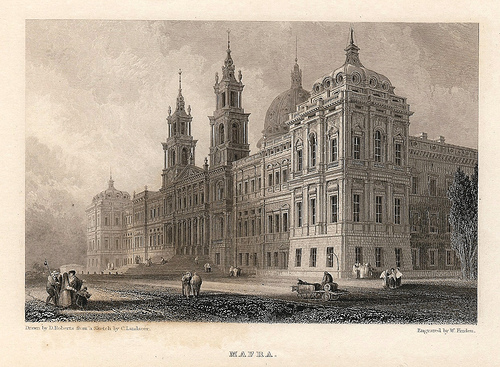 Drawn by D. Roberts from a Sketch by C. Landseer.
Engraved by W. Finden.
MAFRA.